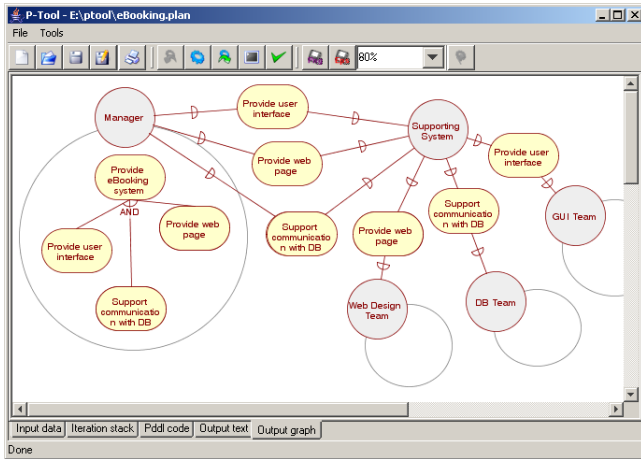 P-Tool - E:\ptool\eBooking.plan
File Tools
80%
Manager
Provide user
interface
Supporting
System
Provide user
interface
Provide web
page
Provide
eBooking
system
AND
Provide user
interface
Provide web
page
Support
communicatio
n with DB
Support
communicatio
n with DB
Provide web
page
Support
communicatio
n with DB
GUI Team
Web Design
Team
DB Team
Input data Iteration stack Pddl code Output text Output graph
Done